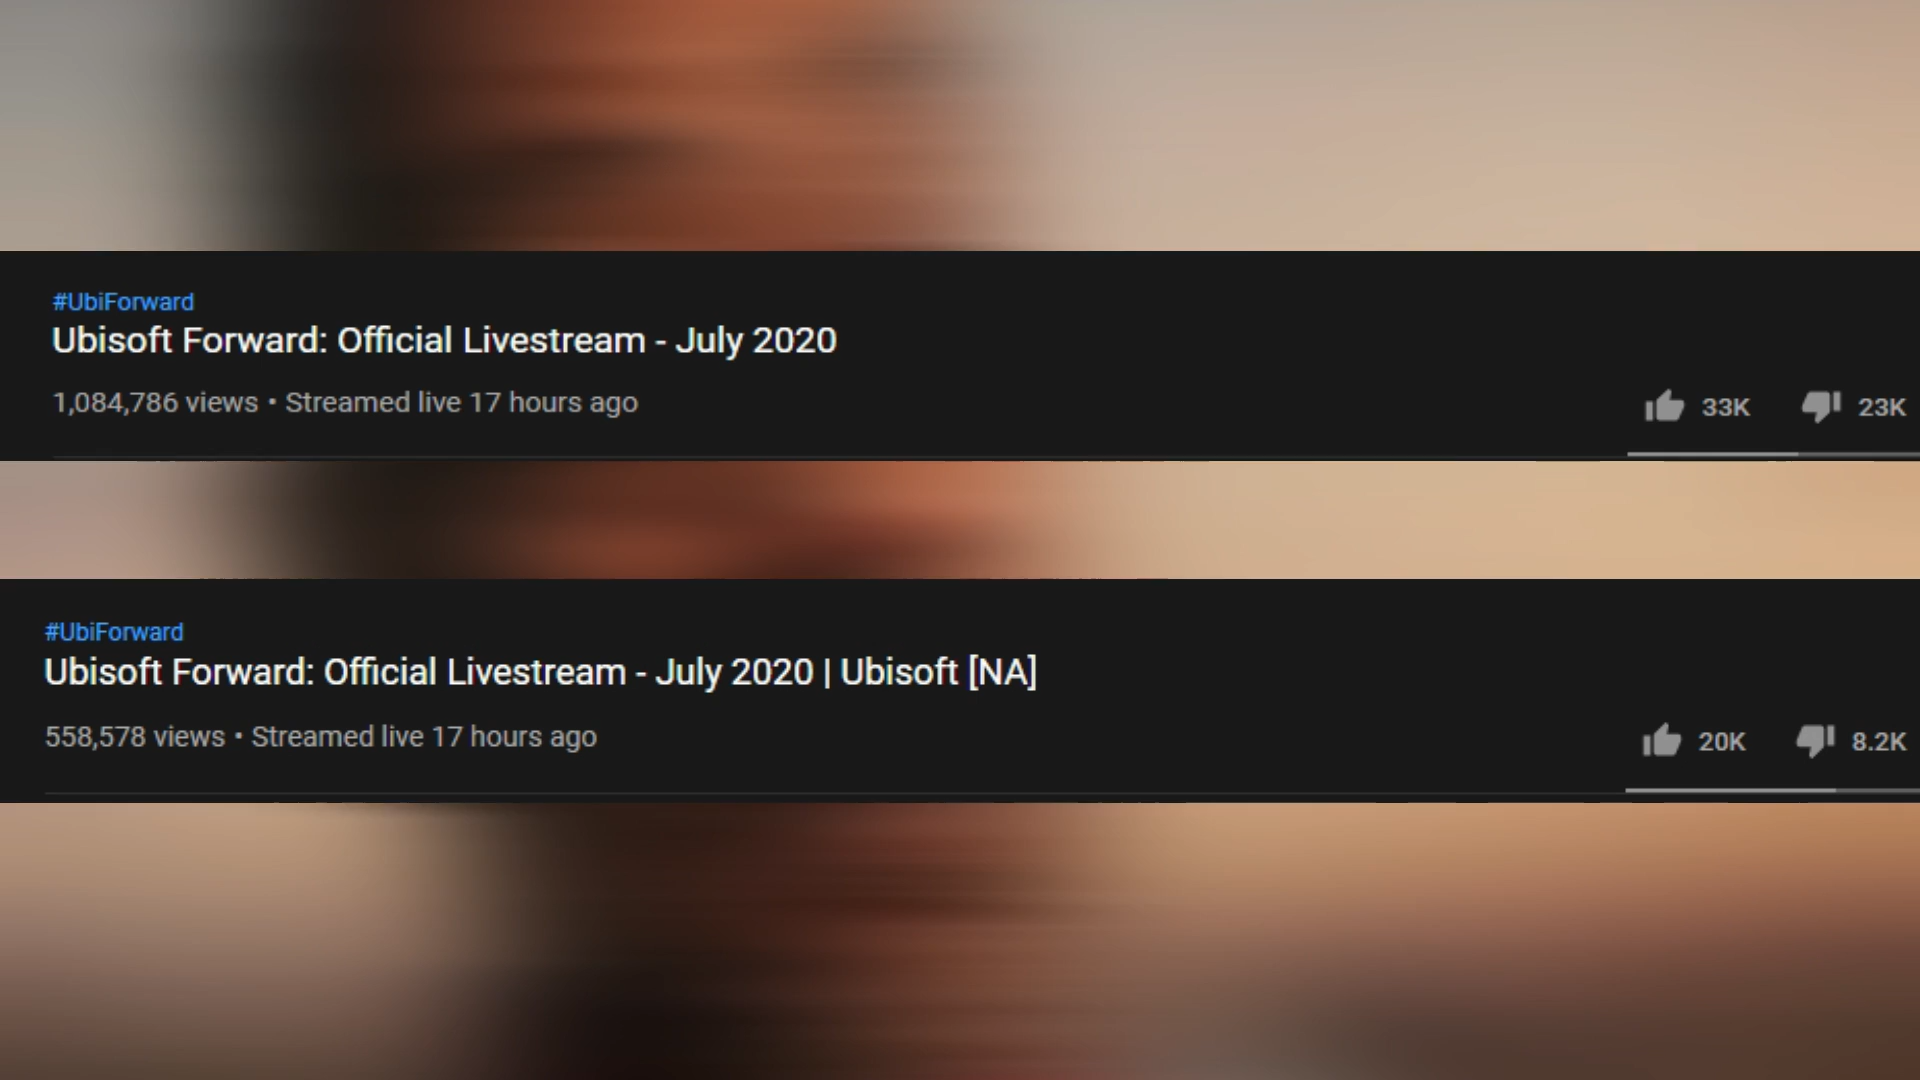 #UbiForward
Ubisoft Forward: Official Livestream - July 2020
1,084,786 views • Streamed live 17 hours ago
33K 23K
#UbiForward
Ubisoft Forward: Official Livestream - July 2020 | Ubisoft [NA]
558,578 views • Streamed live 17 hours ago
20K 8.2K